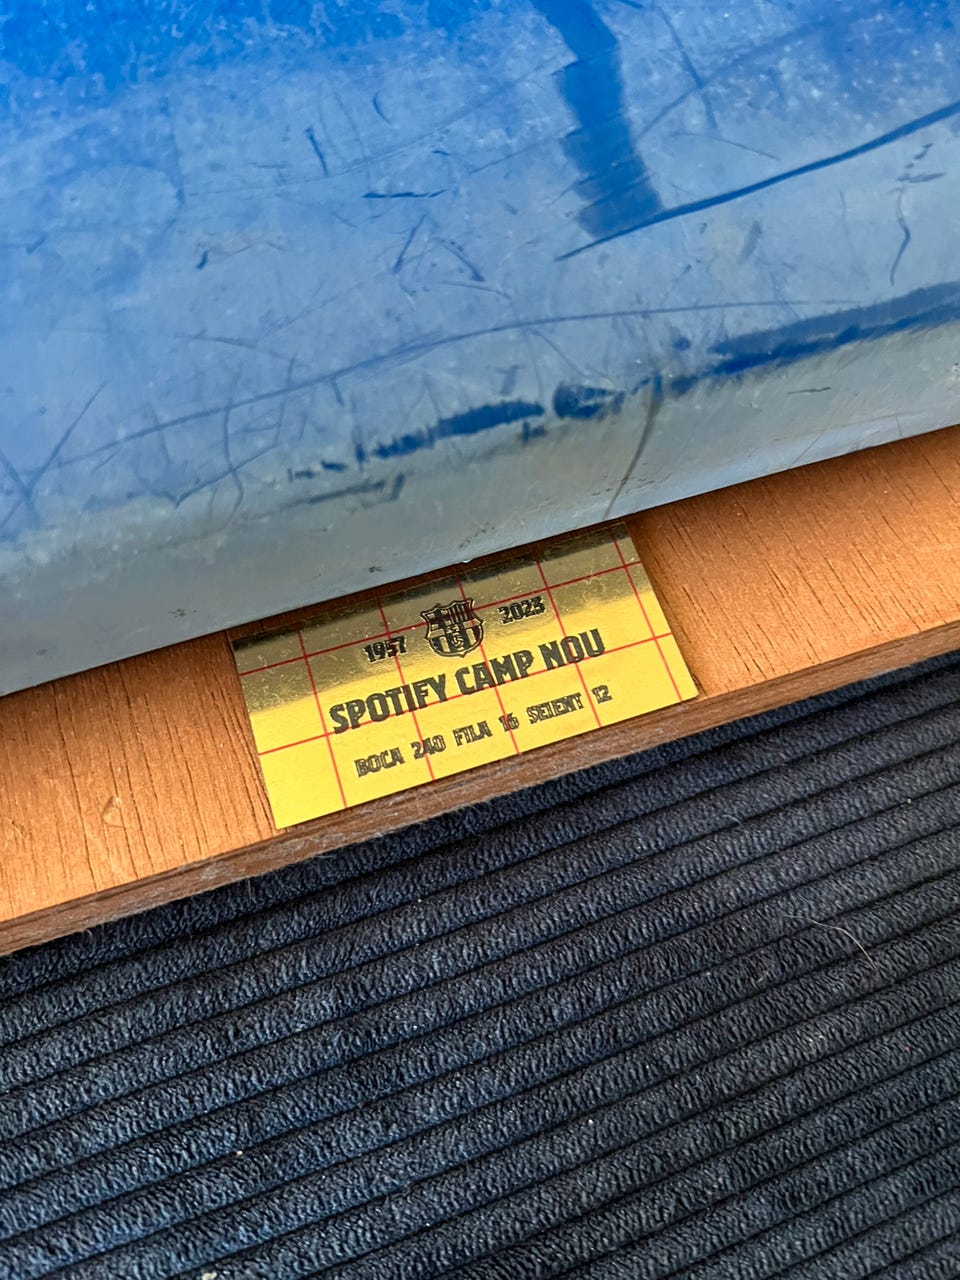 1957 2023
SPOTIFY CAMP NOU
BOCA 240 FILA 16 SEIENT 12